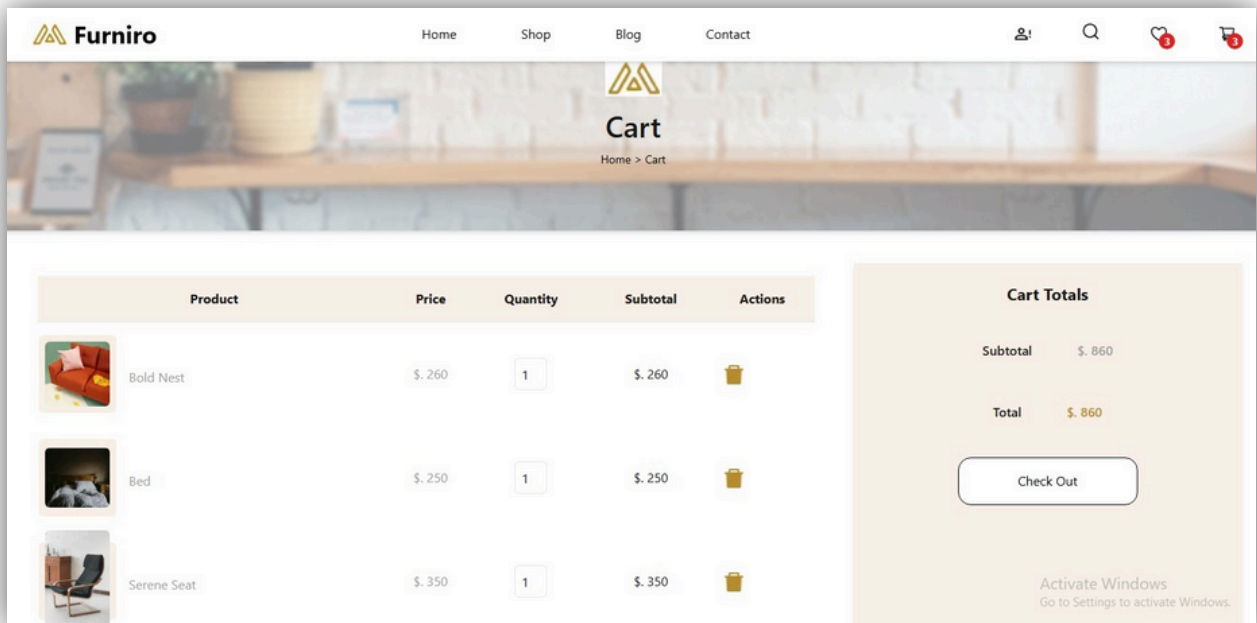 Furniro
Home Shop Blog Contact
3 3
Cart
Home > Cart
Product Price Quantity Subtotal Actions
Bold Nest $. 260 1 $. 260
Bed $. 250 1 $. 250
Serene Seat $. 350 1 $. 350
Cart Totals
Subtotal $. 860
Total $. 860
Check Out
Activate Windows
Go to Settings to activate Windows.